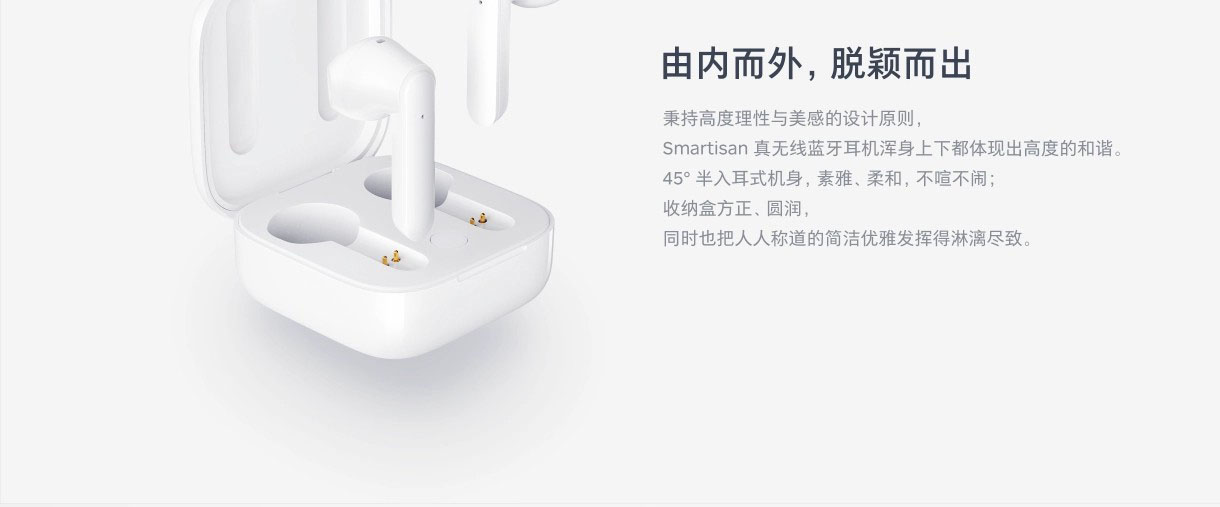 由内而外，脱颖而出
秉持高度理性与美感的设计原则，
Smartisan 真无线蓝牙耳机浑身上下都体现出高度的和谐。
45° 半入耳式机身，素雅、柔和，不喧不闹；
收纳盒方正、圆润，
同时也把人人称道的简洁优雅发挥得淋漓尽致。